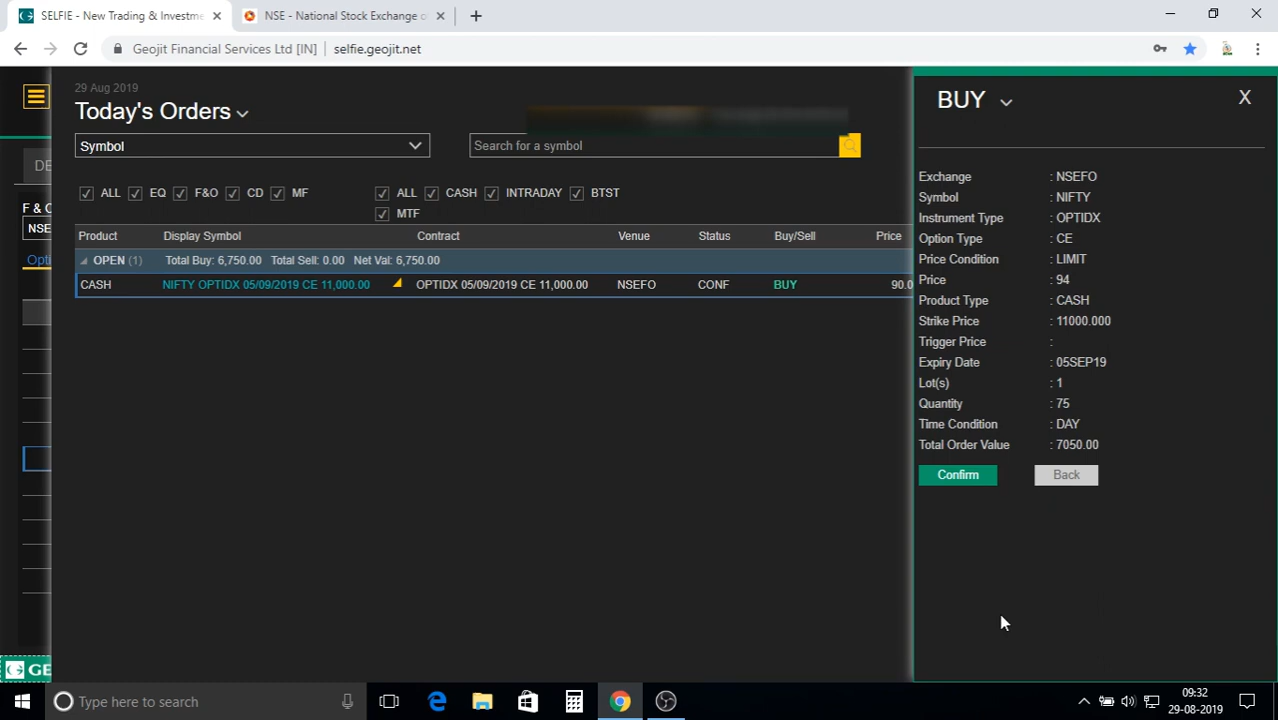 SELFIE - New Trading & Investme
NSE - National Stock Exchange o
Geojit Financial Services Ltd [IN] selfie.geojit.net
29 Aug 2019
Today's Orders
Symbol
Search for a symbol
ALL EQ F&O CD MF ALL CASH INTRADAY BTST
MTF
Product Display Symbol Contract Venue Status Buy/Sell Price
OPEN (1) Total Buy: 6,750.00 Total Sell: 0.00 Net Val: 6,750.00
CASH NIFTY OPTIDX 05/09/2019 CE 11,000.00 OPTIDX 05/09/2019 CE 11,000.00 NSEFO CONF BUY 90.0
DE
F & O
NSE
Opti
GE
BUY X
Exchange : NSEFO
Symbol : NIFTY
Instrument Type : OPTIDX
Option Type : CE
Price Condition : LIMIT
Price : 94
Product Type : CASH
Strike Price : 11000.000
Trigger Price :
Expiry Date : 05SEP19
Lot(s) : 1
Quantity : 75
Time Condition : DAY
Total Order Value : 7050.00
Confirm Back
Type here to search
09:32
29-08-2019